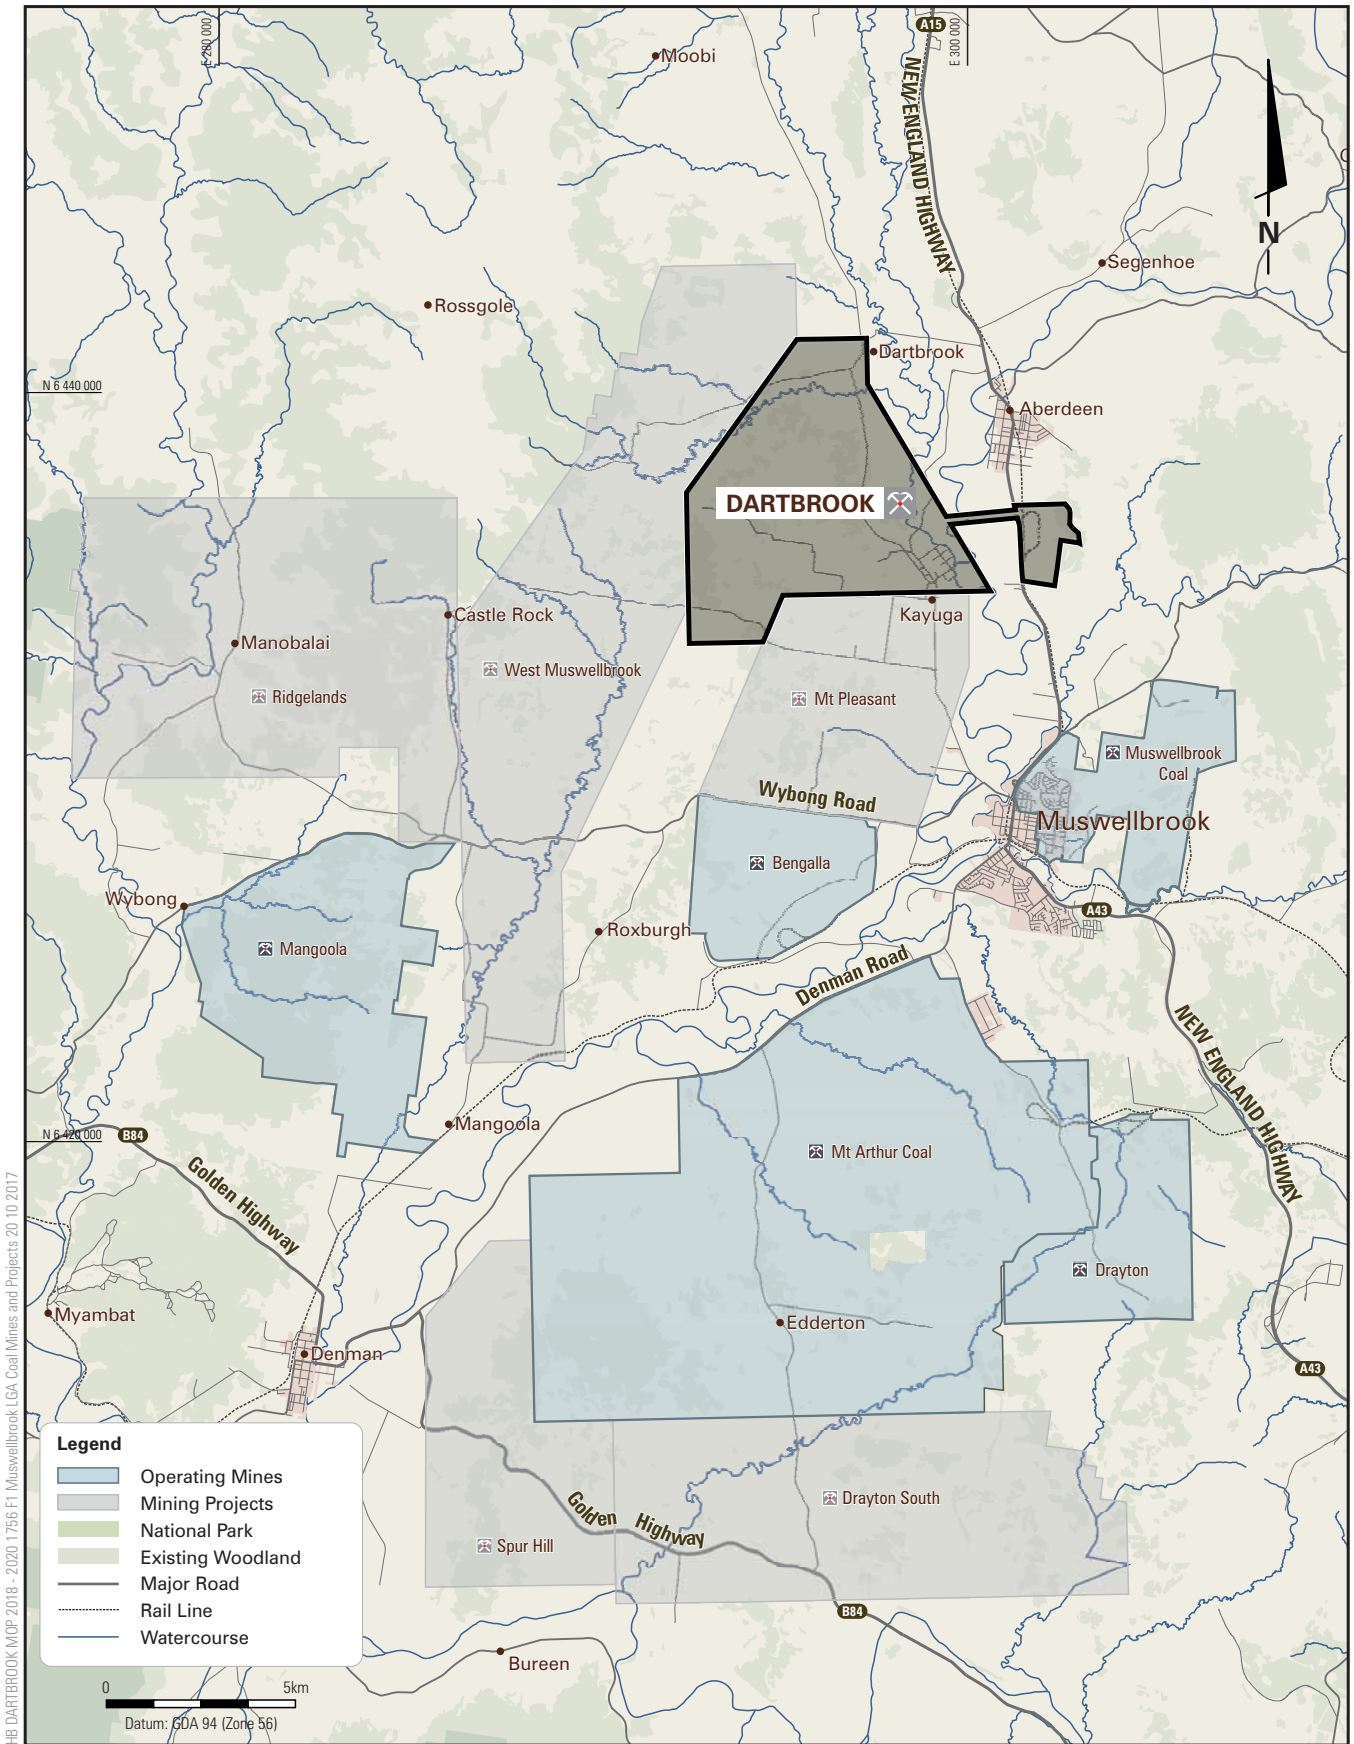 E 280 000
A15
E 300 000
Moobi
NEW ENGLAND HIGHWAY
N
Segenhoe
Rossgole
Dartbrook
N 6 440 000
Aberdeen
DARTBROOK
Castle Rock
Kayuga
Manobalai
West Muswellbrook
Ridgelands
Mt Pleasant
Muswellbrook
Coal
Wybong Road
Muswellbrook
Bengalla
Wybong
A43
Roxburgh
Mangoola
Denman Road
NEW ENGLAND HIGHWAY
Mangoola
B84
N 6 420 000
Mt Arthur Coal
Golden Highway
Drayton
Myambat
Edderton
Denman
A43
Legend
Operating Mines
Mining Projects
National Park
Existing Woodland
Major Road
Rail Line
Watercourse
Drayton South
Golden Highway
Spur Hill
B84
Bureen
0 5km
Datum: GDA 94 (Zone 56)
HB DARTBROOK MOP 2018 - 2020 1756 F1 Muswellbrook LGA Coal Mines and Projects 20 10 2017